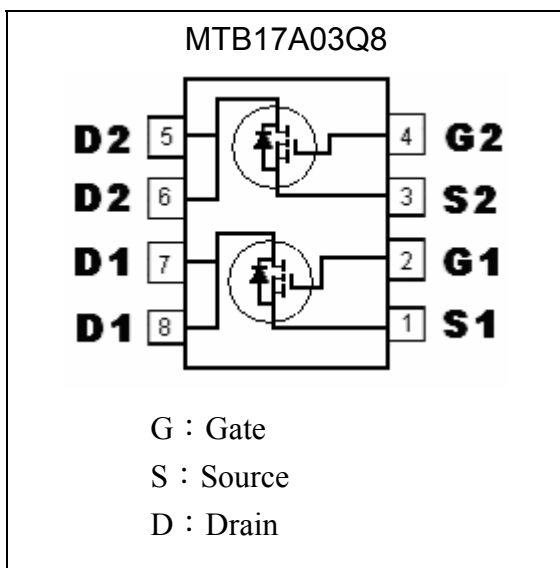 MTB17A03Q8
D2 5 4 G2
D2 6 3 S2
D1 7 2 G1
D1 8 1 S1
G：Gate
S：Source
D：Drain